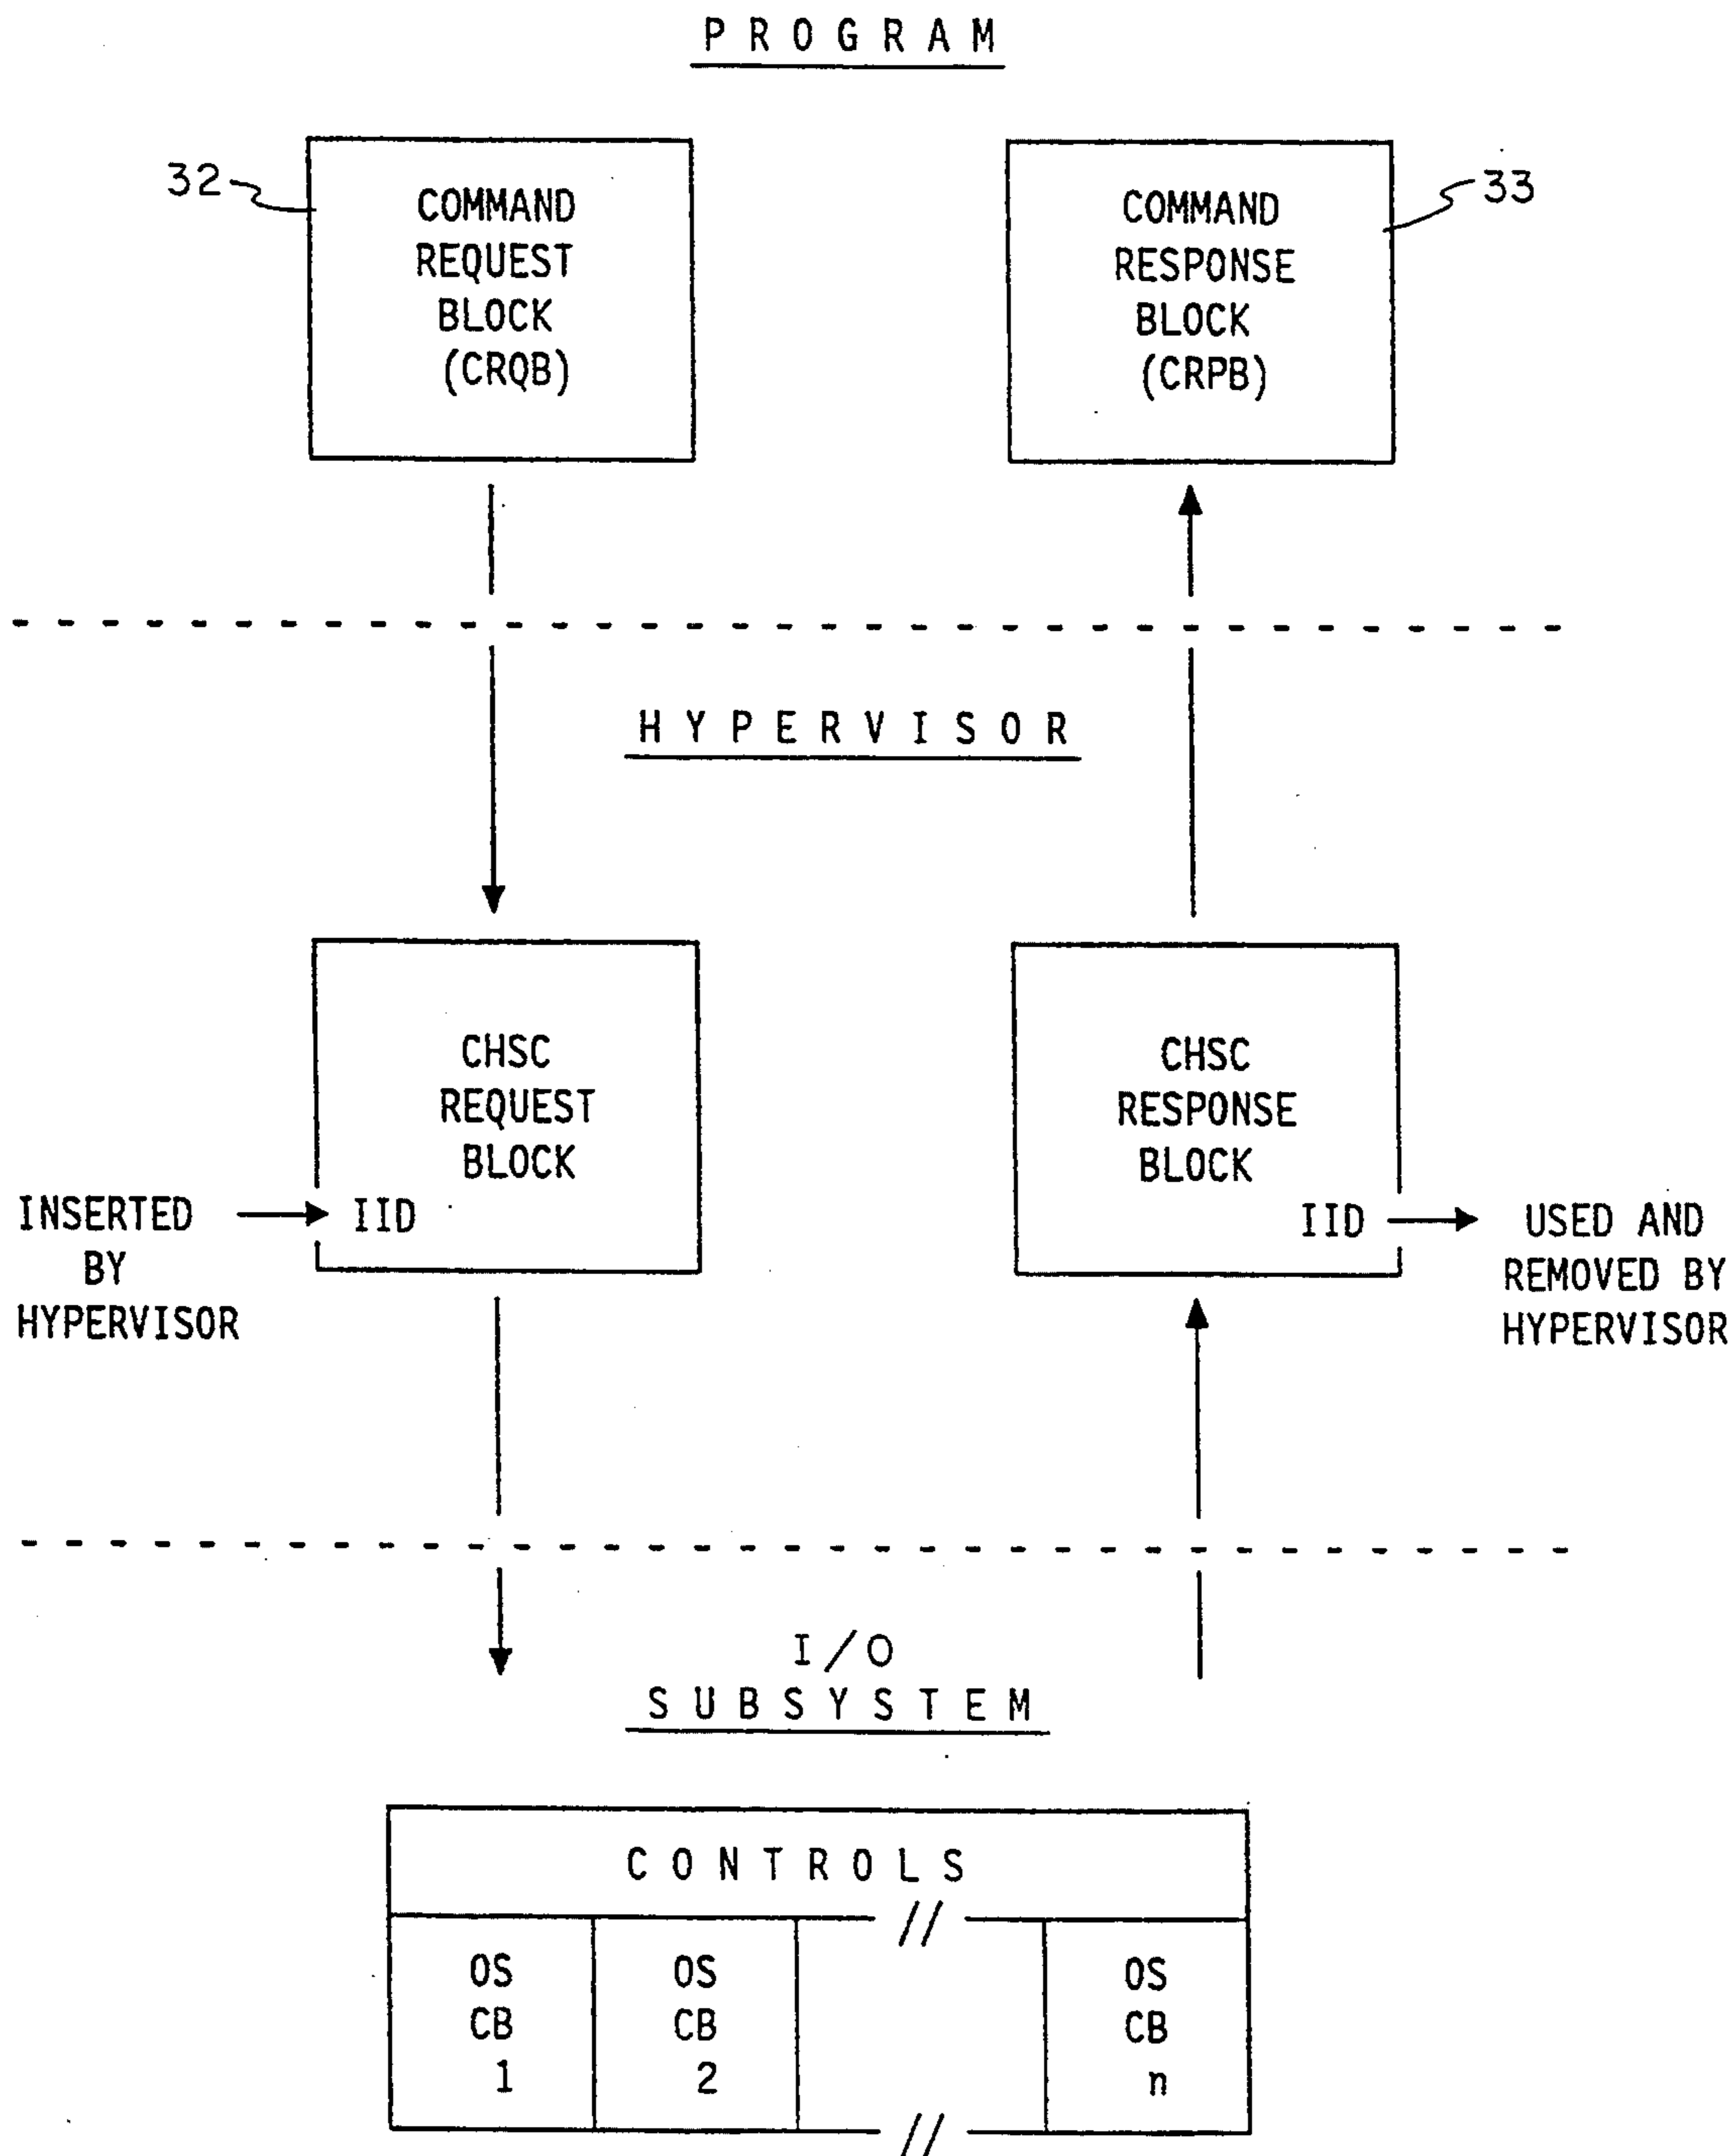 PROGRAM
32
COMMAND
REQUEST
BLOCK
(CRQB)
COMMAND
RESPONSE
BLOCK
(CRPB)
33
HYPERVISOR
CHSC
REQUEST
BLOCK
IID
INSERTED
BY
HYPERVISOR
CHSC
RESPONSE
BLOCK
IID
USED AND
REMOVED BY
HYPERVISOR
I/O
SUBSYSTEM
CONTROLS
OS
CB
1
OS
CB
2
//
OS
CB
n
//